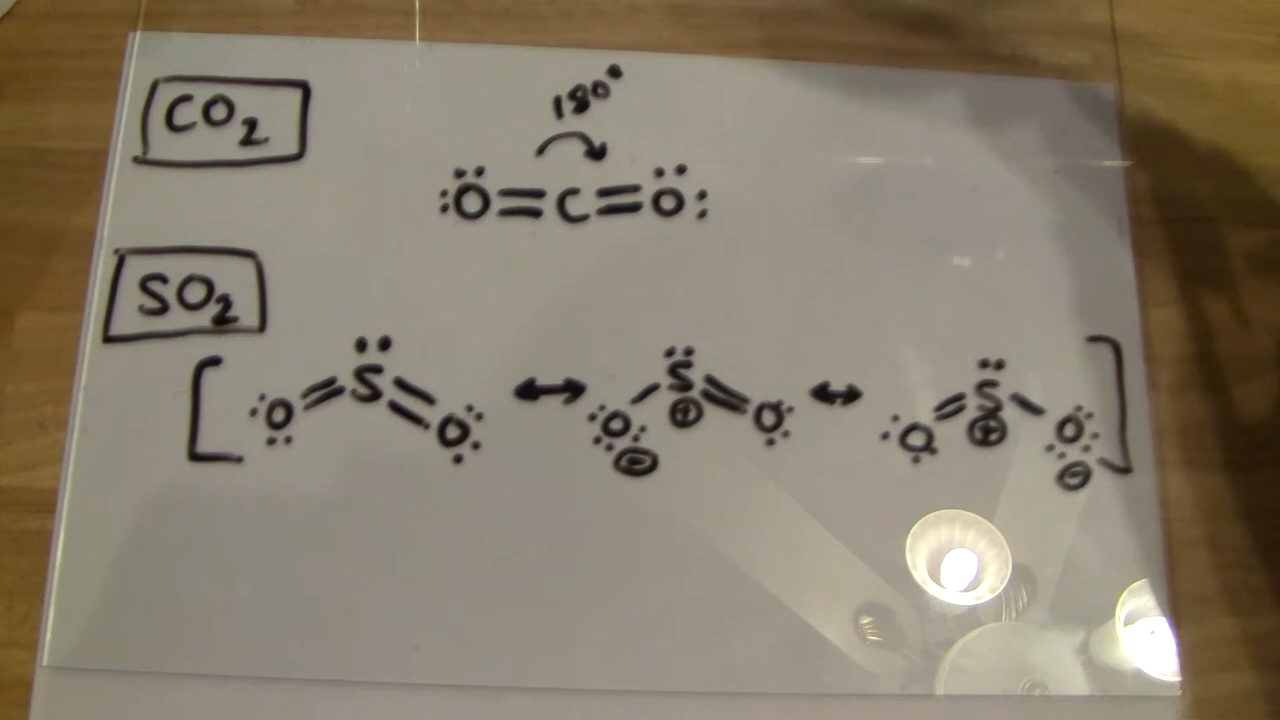 CO₂
180°
:Ö=C=Ö:
SO₂
[O=S=O ↔ O-S=O ↔ O=S-O]
⊕ ⊕
⊖ ⊖